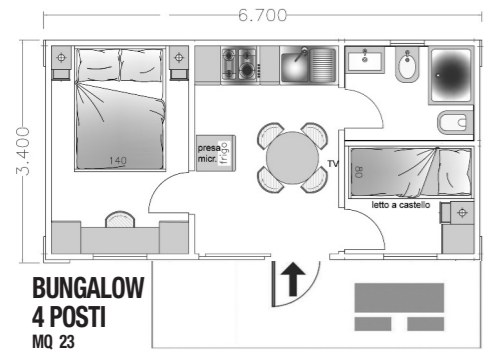 6.700
3.400
140
presa
micr.
frigo
TV
80
letto a castello
BUNGALOW
4 POSTI
MQ 23